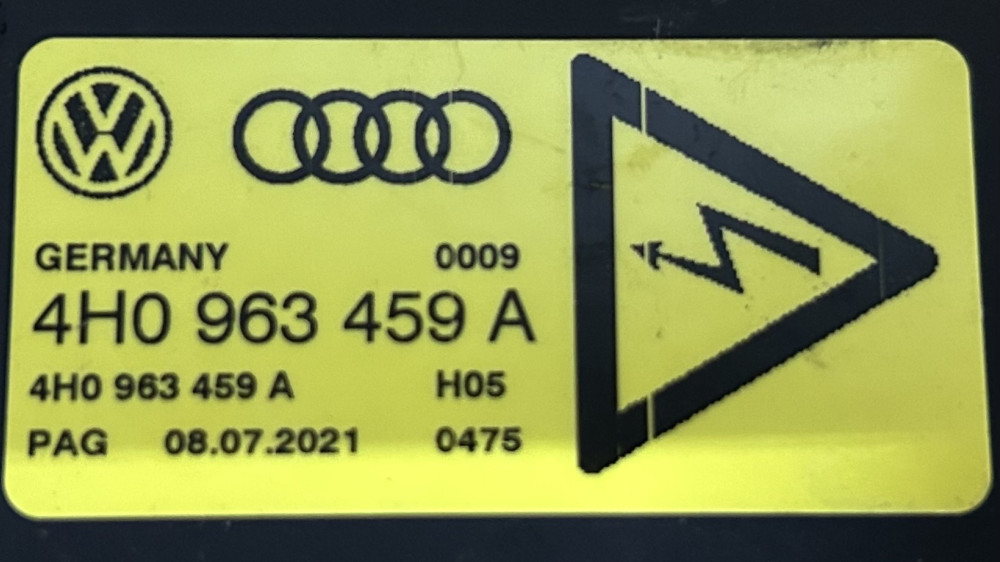 GERMANY 0009
4H0 963 459 A
4H0 963 459 A H05
PAG 08.07.2021 0475